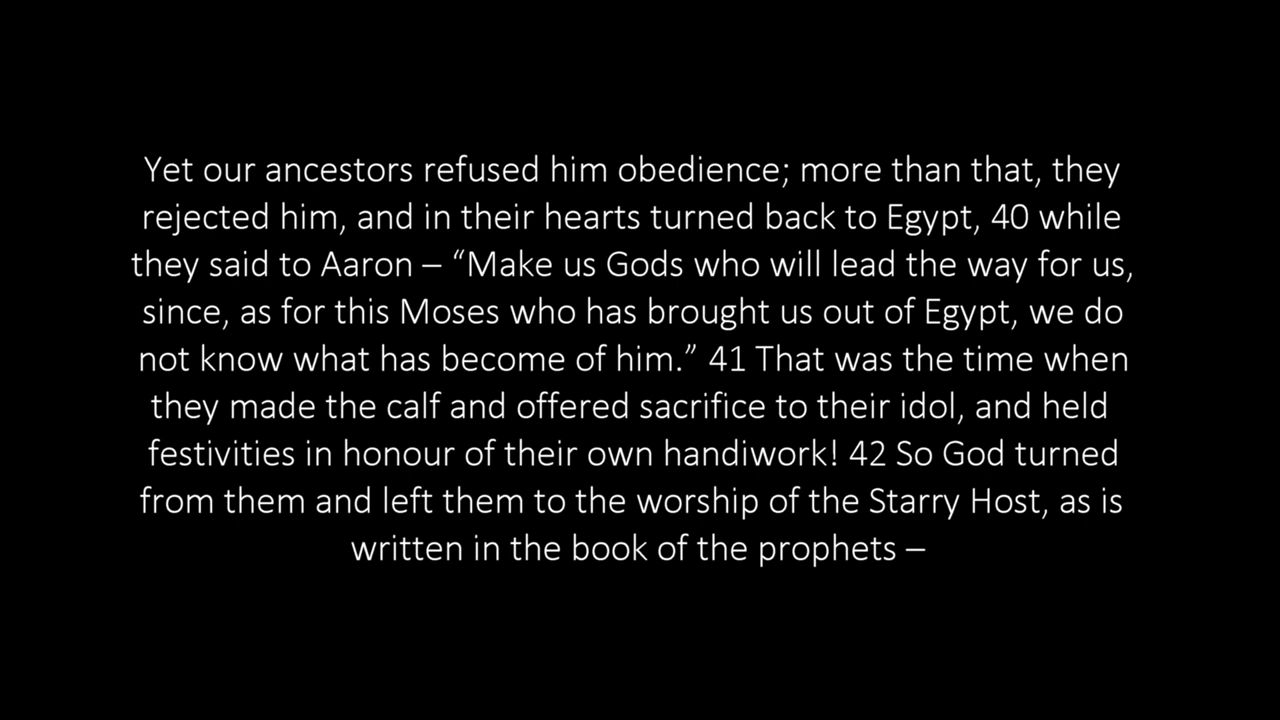 Yet our ancestors refused him obedience; more than that, they
rejected him, and in their hearts turned back to Egypt, 40 while
they said to Aaron – “Make us Gods who will lead the way for us,
since, as for this Moses who has brought us out of Egypt, we do
not know what has become of him.” 41 That was the time when
they made the calf and offered sacrifice to their idol, and held
festivities in honour of their own handiwork! 42 So God turned
from them and left them to the worship of the Starry Host, as is
written in the book of the prophets –